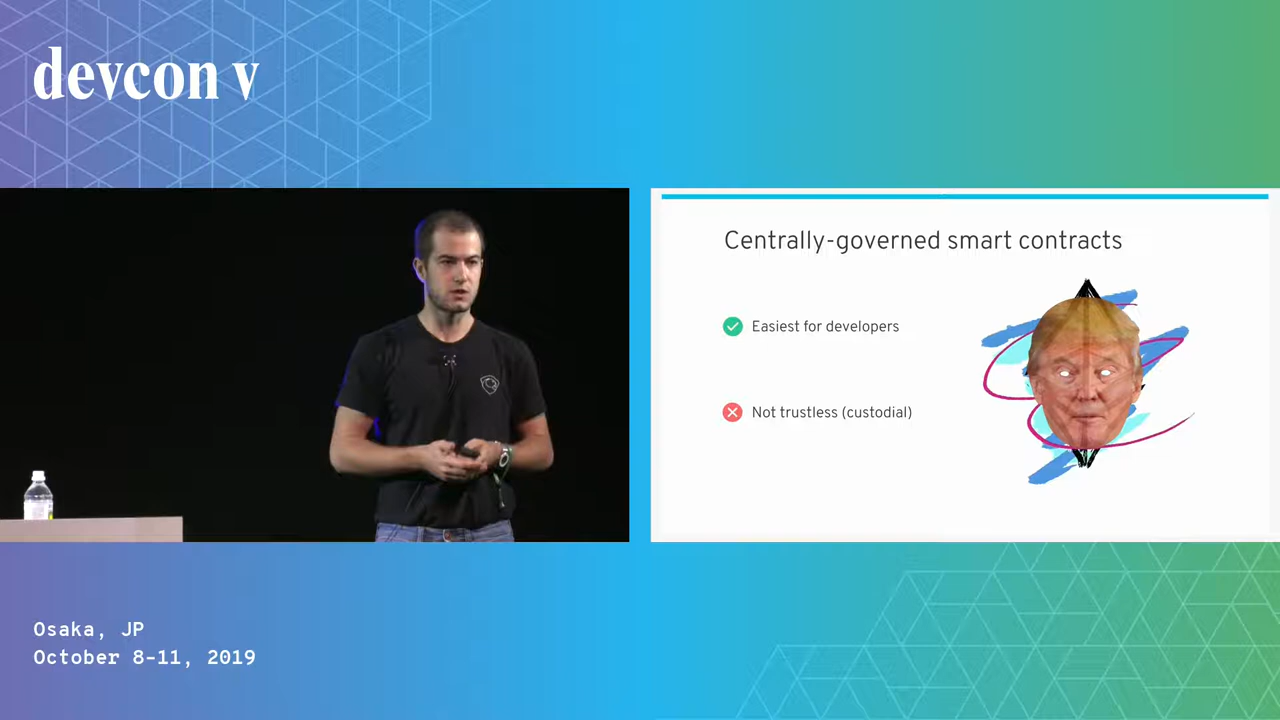 devcon v
Centrally-governed smart contracts
Easiest for developers
Not trustless (custodial)
Osaka, JP
October 8-11, 2019